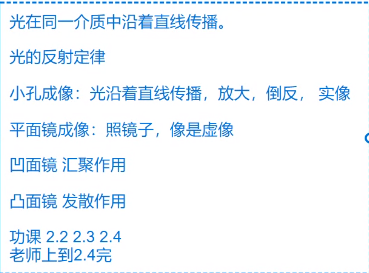 光在同一介质中沿着直线传播。
光的反射定律
小孔成像：光沿着直线传播，放大，倒反， 实像
平面镜成像：照镜子，像是虚像
凹面镜 汇聚作用
凸面镜 发散作用
功课 2.2 2.3 2.4
老师上到2.4完